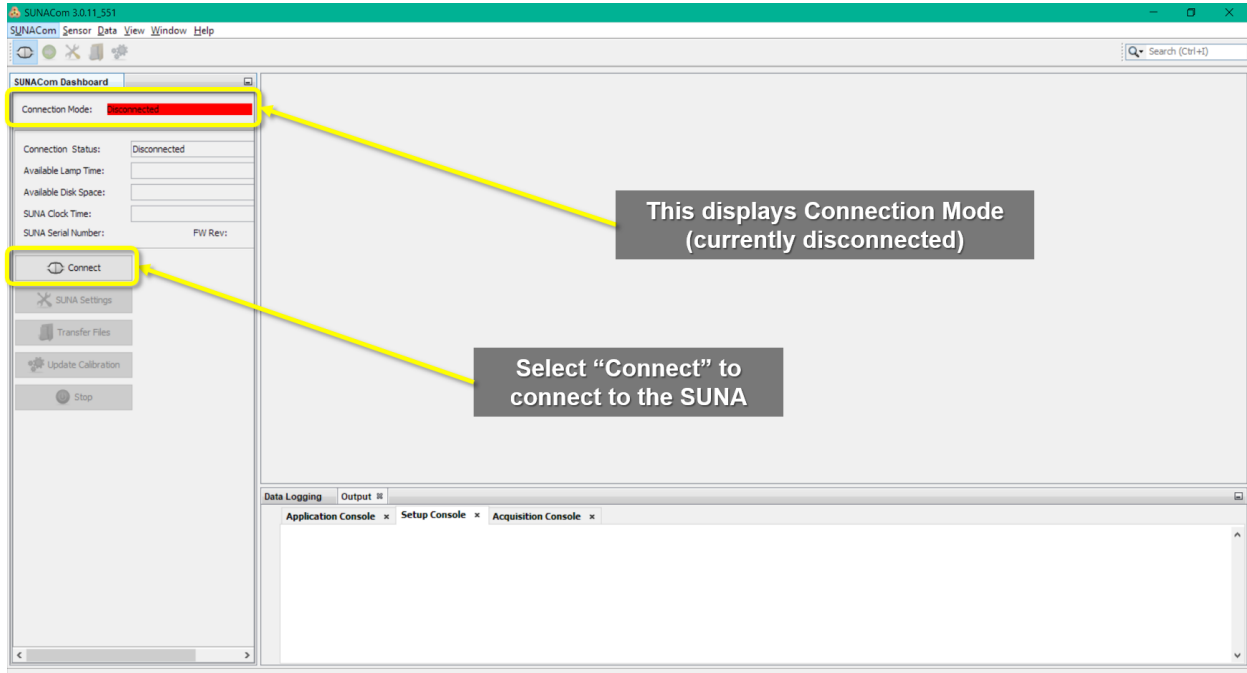 SUNACom 3.0.11_551
SUNACom Sensor Data View Window Help
Search (Ctrl+I)
SUNACom Dashboard
Connection Mode: Disconnected
Connection Status: Disconnected
Available Lamp Time:
Available Disk Space:
SUNA Clock Time:
SUNA Serial Number: FW Rev:
Connect
SUNA Settings
Transfer Files
Update Calibration
Stop
This displays Connection Mode
(currently disconnected)
Select “Connect” to
connect to the SUNA
Data Logging Output
Application Console x Setup Console x Acquisition Console x